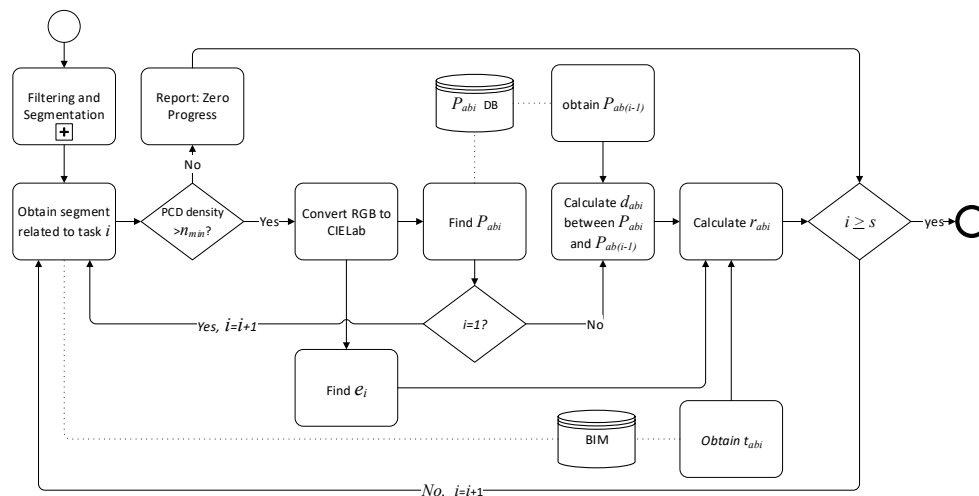 Filtering and
Segmentation
Report: Zero
Progress
P_abi DB
obtain P_ab(i-1)
No
Obtain segment
related to task i
PCD density
>n_min?
Yes
Convert RGB to
CIELab
Find P_abi
Calculate d_abi
between P_abi
and P_ab(i-1)
Calculate r_abi
i ≥ s
yes
Yes, i=i+1
i=1?
No
Find e_i
BIM
Obtain t_abi
No, i=i+1